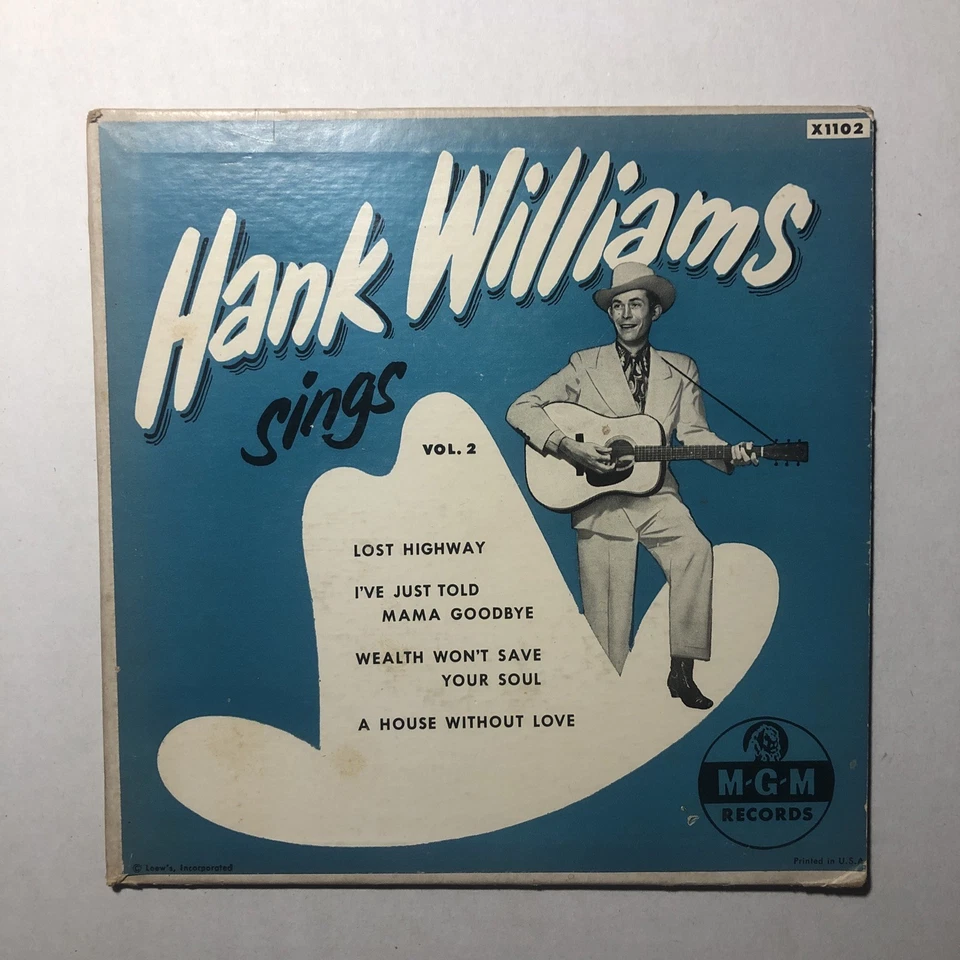 X1102
Hank Williams
sings
VOL. 2
LOST HIGHWAY
I'VE JUST TOLD
MAMA GOODBYE
WEALTH WON'T SAVE
YOUR SOUL
A HOUSE WITHOUT LOVE
M-G-M
RECORDS
© Loew's, Incorporated
Printed in U.S.A